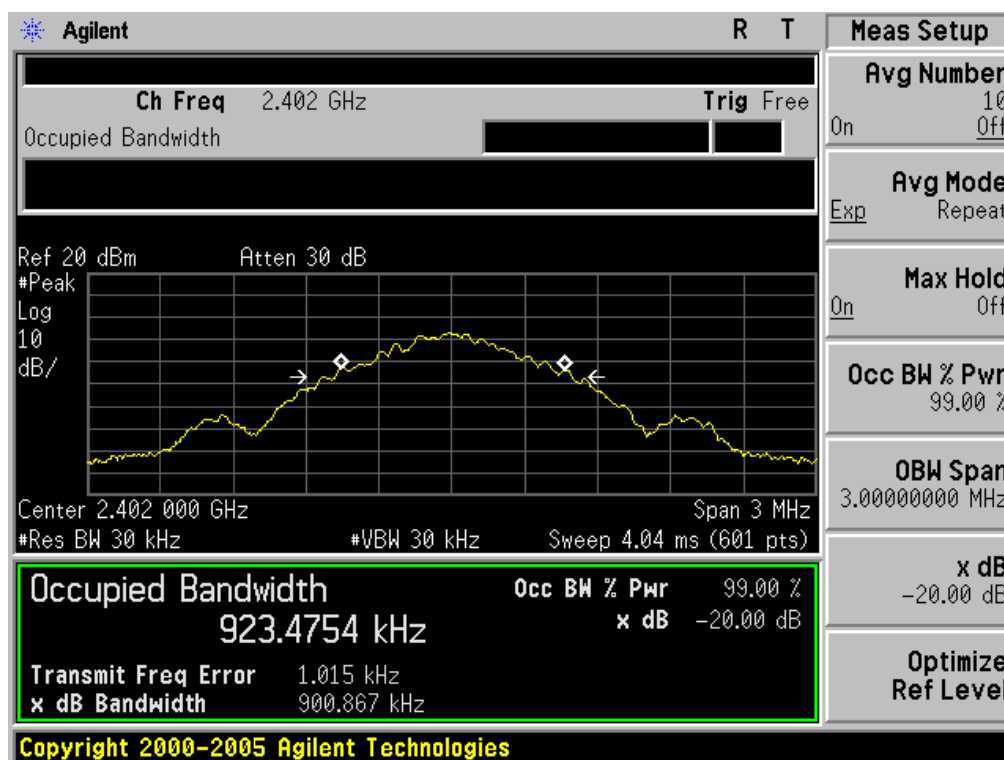 Agilent R T
Ch Freq 2.402 GHz Trig Free
Occupied Bandwidth
Ref 20 dBm Atten 30 dB
#Peak
Log
10
dB/
Center 2.402 000 GHz Span 3 MHz
#Res BW 30 kHz #VBW 30 kHz Sweep 4.04 ms (601 pts)
Occupied Bandwidth Occ BW % Pwr 99.00 %
923.4754 kHz x dB -20.00 dB
Transmit Freq Error 1.015 kHz
x dB Bandwidth 900.867 kHz
Copyright 2000-2005 Agilent Technologies
Meas Setup
Avg Number
10
On Off
Avg Mode
Exp Repeat
Max Hold
On Off
Occ BW % Pwr
99.00 %
OBW Span
3.00000000 MHz
x dB
-20.00 dB
Optimize
Ref Level